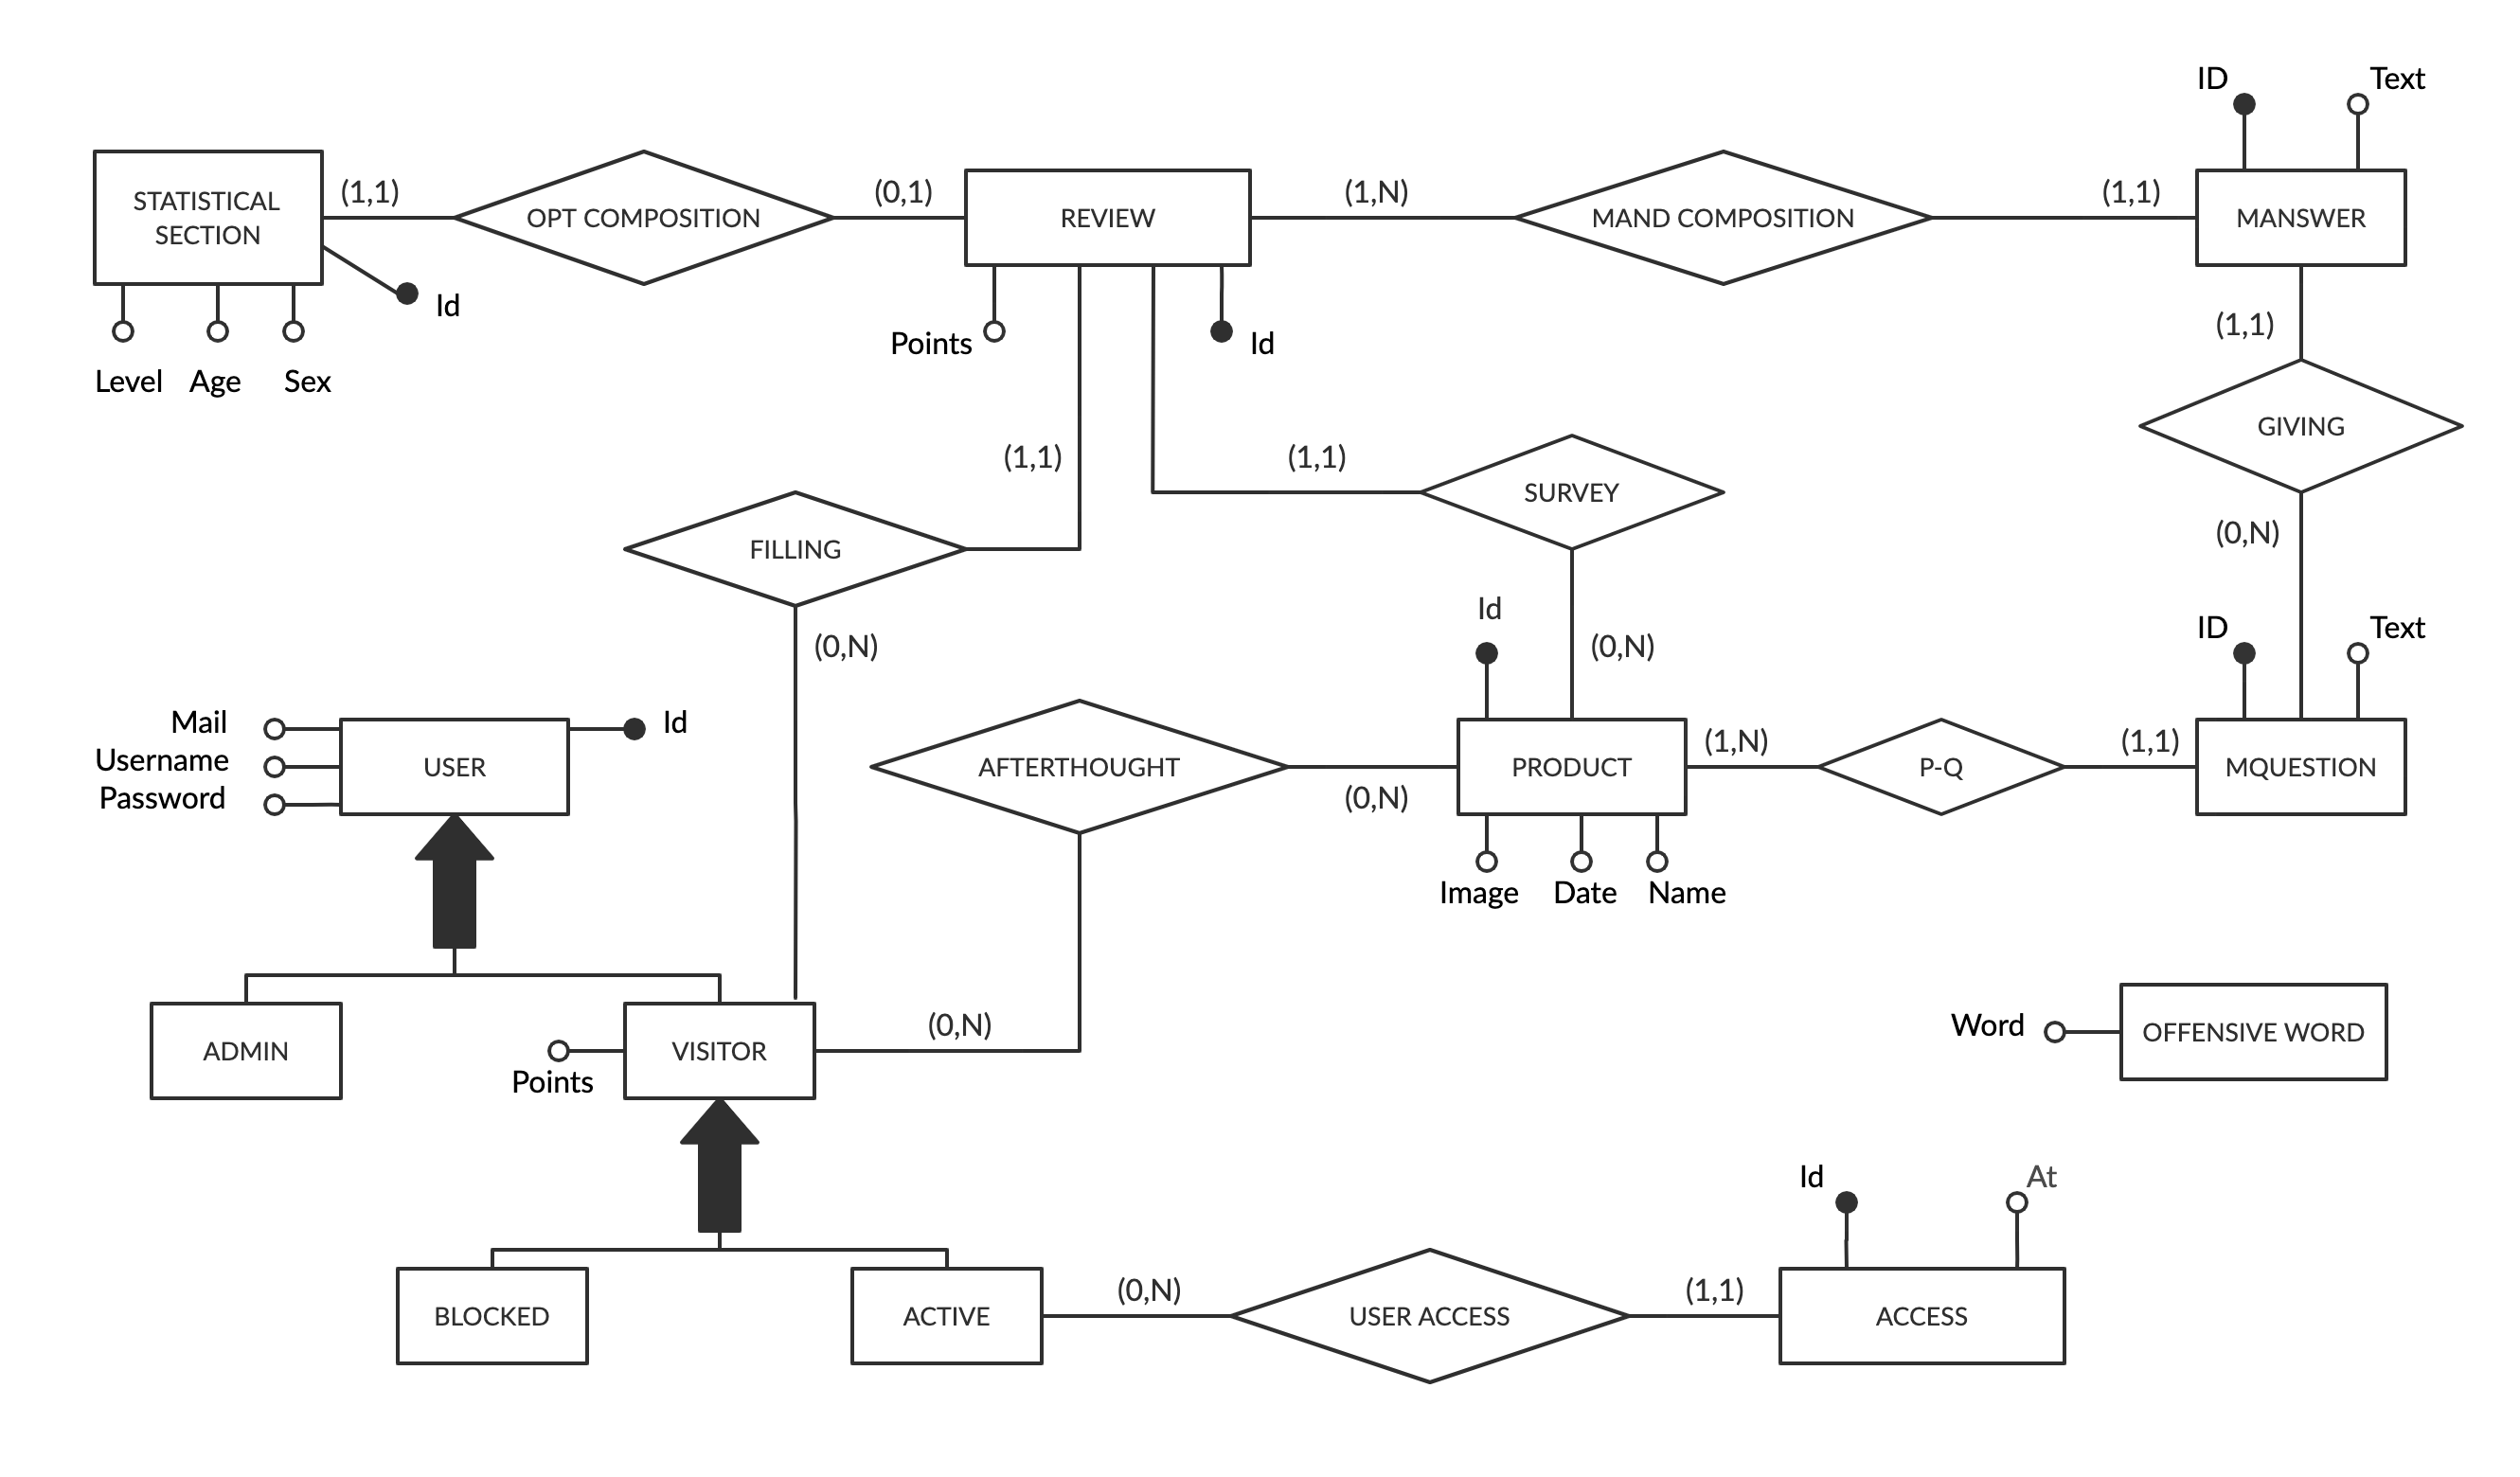 ID
Text
STATISTICAL
SECTION
(1,1)
OPT COMPOSITION
(0,1)
REVIEW
(1,N)
MAND COMPOSITION
(1,1)
MANSWER
Id
Level
Age
Sex
Points
Id
(1,1)
GIVING
(1,1)
(1,1)
SURVEY
FILLING
(0,N)
(0,N)
Id
(0,N)
ID
Text
Mail
Username
Password
USER
Id
AFTERTHOUGHT
(0,N)
PRODUCT
(1,N)
P-Q
(1,1)
MQUESTION
Image
Date
Name
ADMIN
Points
VISITOR
(0,N)
Word
OFFENSIVE WORD
Id
At
BLOCKED
ACTIVE
(0,N)
USER ACCESS
(1,1)
ACCESS